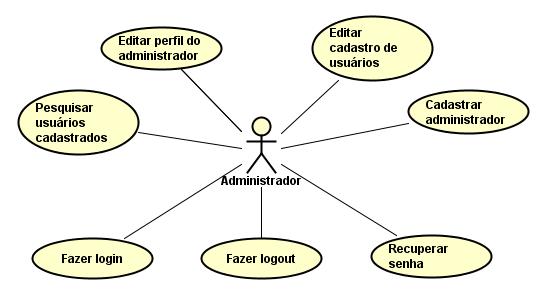 Editar perfil do
administrador
Editar
cadastro de
usuários
Pesquisar
usuários
cadastrados
Cadastrar
administrador
Administrador
Fazer login
Fazer logout
Recuperar
senha